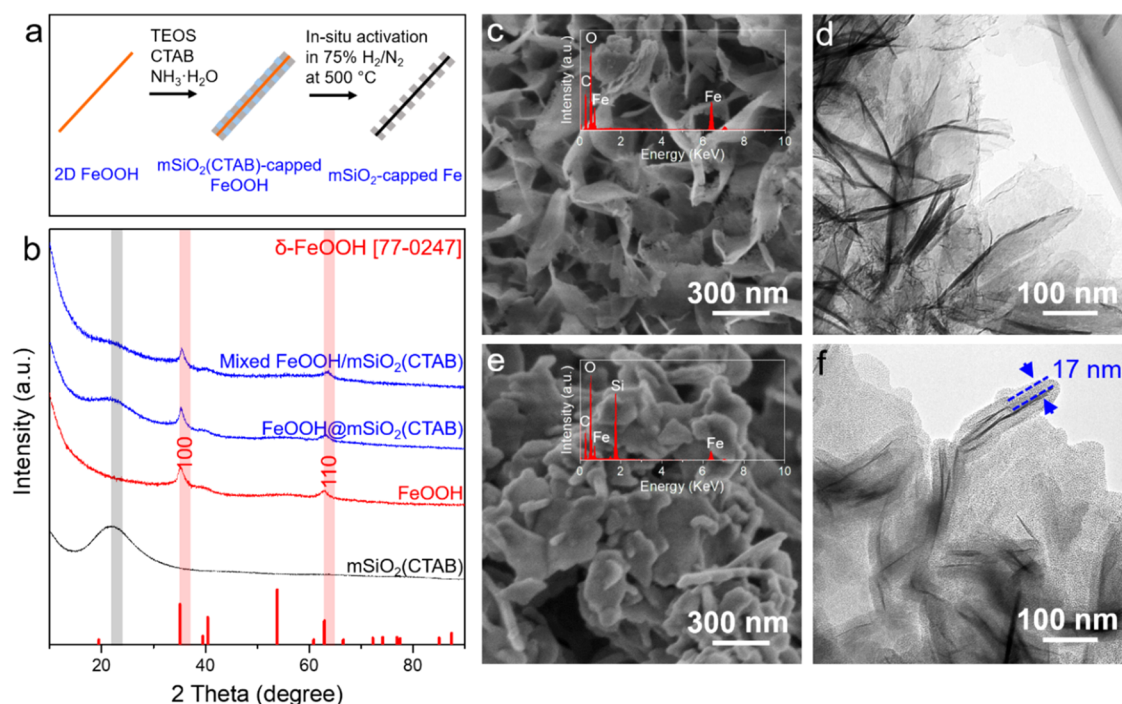 a
TEOS
CTAB
NH₃·H₂O
In-situ activation
in 75% H₂/N₂
at 500 °C
2D FeOOH
mSiO₂(CTAB)-capped
FeOOH
mSiO₂-capped Fe
b
δ-FeOOH [77-0247]
Mixed FeOOH/mSiO₂(CTAB)
FeOOH@mSiO₂(CTAB)
100
110
FeOOH
mSiO₂(CTAB)
Intensity (a.u.)
20 40 60 80
2 Theta (degree)
c
O
C
Fe
Fe
Intensity (a.u.)
0 2 4 6 8 10
Energy (KeV)
300 nm
d
100 nm
e
O
Si
C
Fe
Fe
Intensity (a.u.)
0 2 4 6 8 10
Energy (KeV)
300 nm
f
17 nm
100 nm